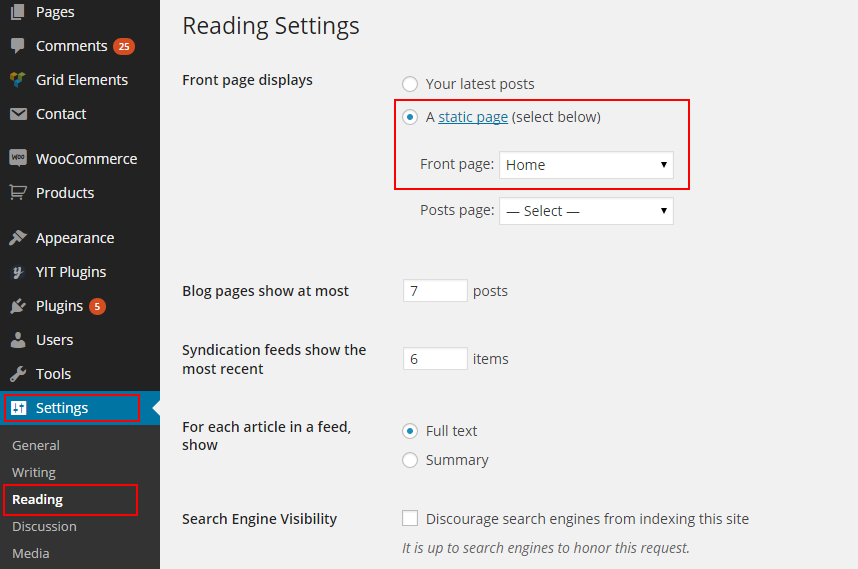 Pages
Comments 25
Grid Elements
Contact
Woo WooCommerce
Products
Appearance
YIT Plugins
Plugins 5
Users
Tools
Settings
General
Writing
Reading
Discussion
Media
Reading Settings
Front page displays
Your latest posts
A static page (select below)
Front page: Home
Posts page: — Select —
Blog pages show at most 7 posts
Syndication feeds show the
most recent
6 items
For each article in a feed,
show
Full text
Summary
Search Engine Visibility
Discourage search engines from indexing this site
It is up to search engines to honor this request.